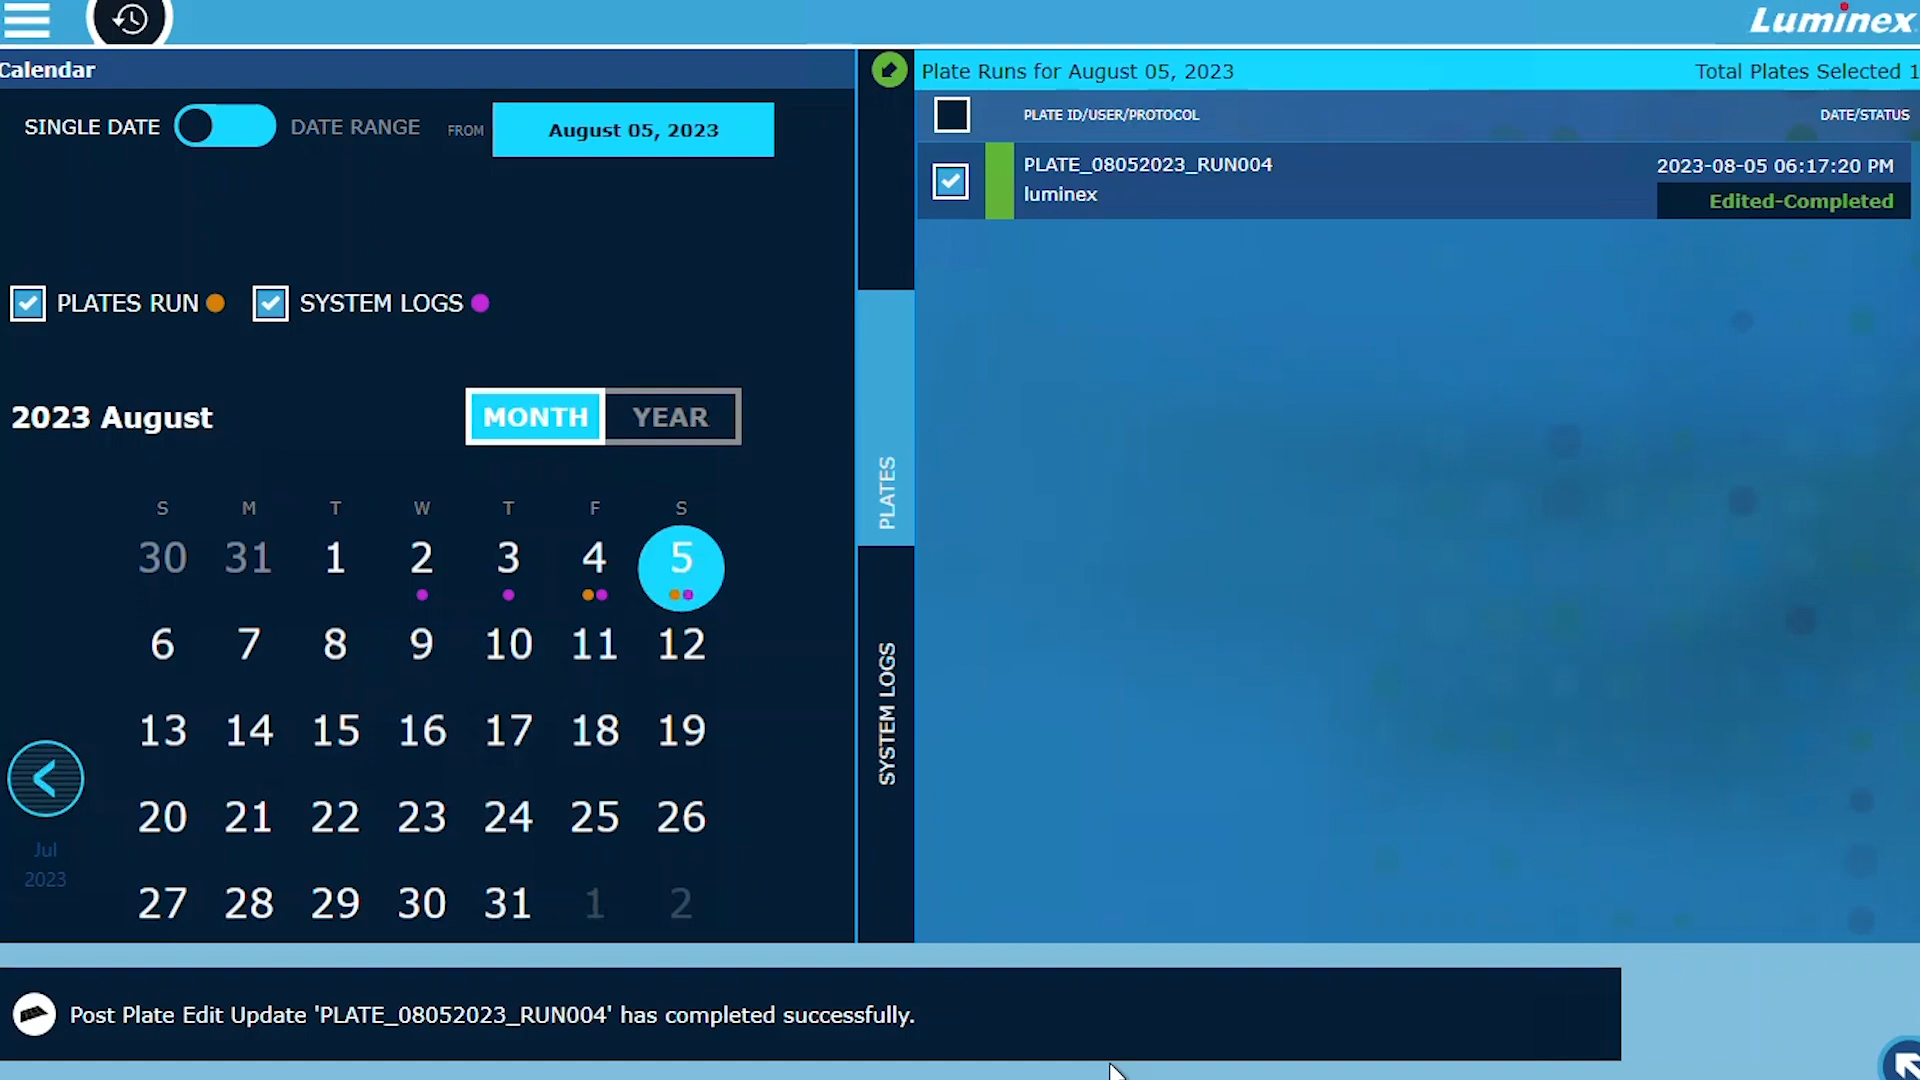 Luminex
Calendar
SINGLE DATE
DATE RANGE
FROM
August 05, 2023
PLATES RUN
SYSTEM LOGS
2023 August
MONTH
YEAR
S M T W T F S
30 31 1 2 3 4 5
6 7 8 9 10 11 12
13 14 15 16 17 18 19
20 21 22 23 24 25 26
27 28 29 30 31 1 2
Jul
2023
PLATES
SYSTEM LOGS
Plate Runs for August 05, 2023
Total Plates Selected 1
PLATE ID/USER/PROTOCOL
DATE/STATUS
PLATE_08052023_RUN004
2023-08-05 06:17:20 PM
luminex
Edited-Completed
Post Plate Edit Update 'PLATE_08052023_RUN004' has completed successfully.